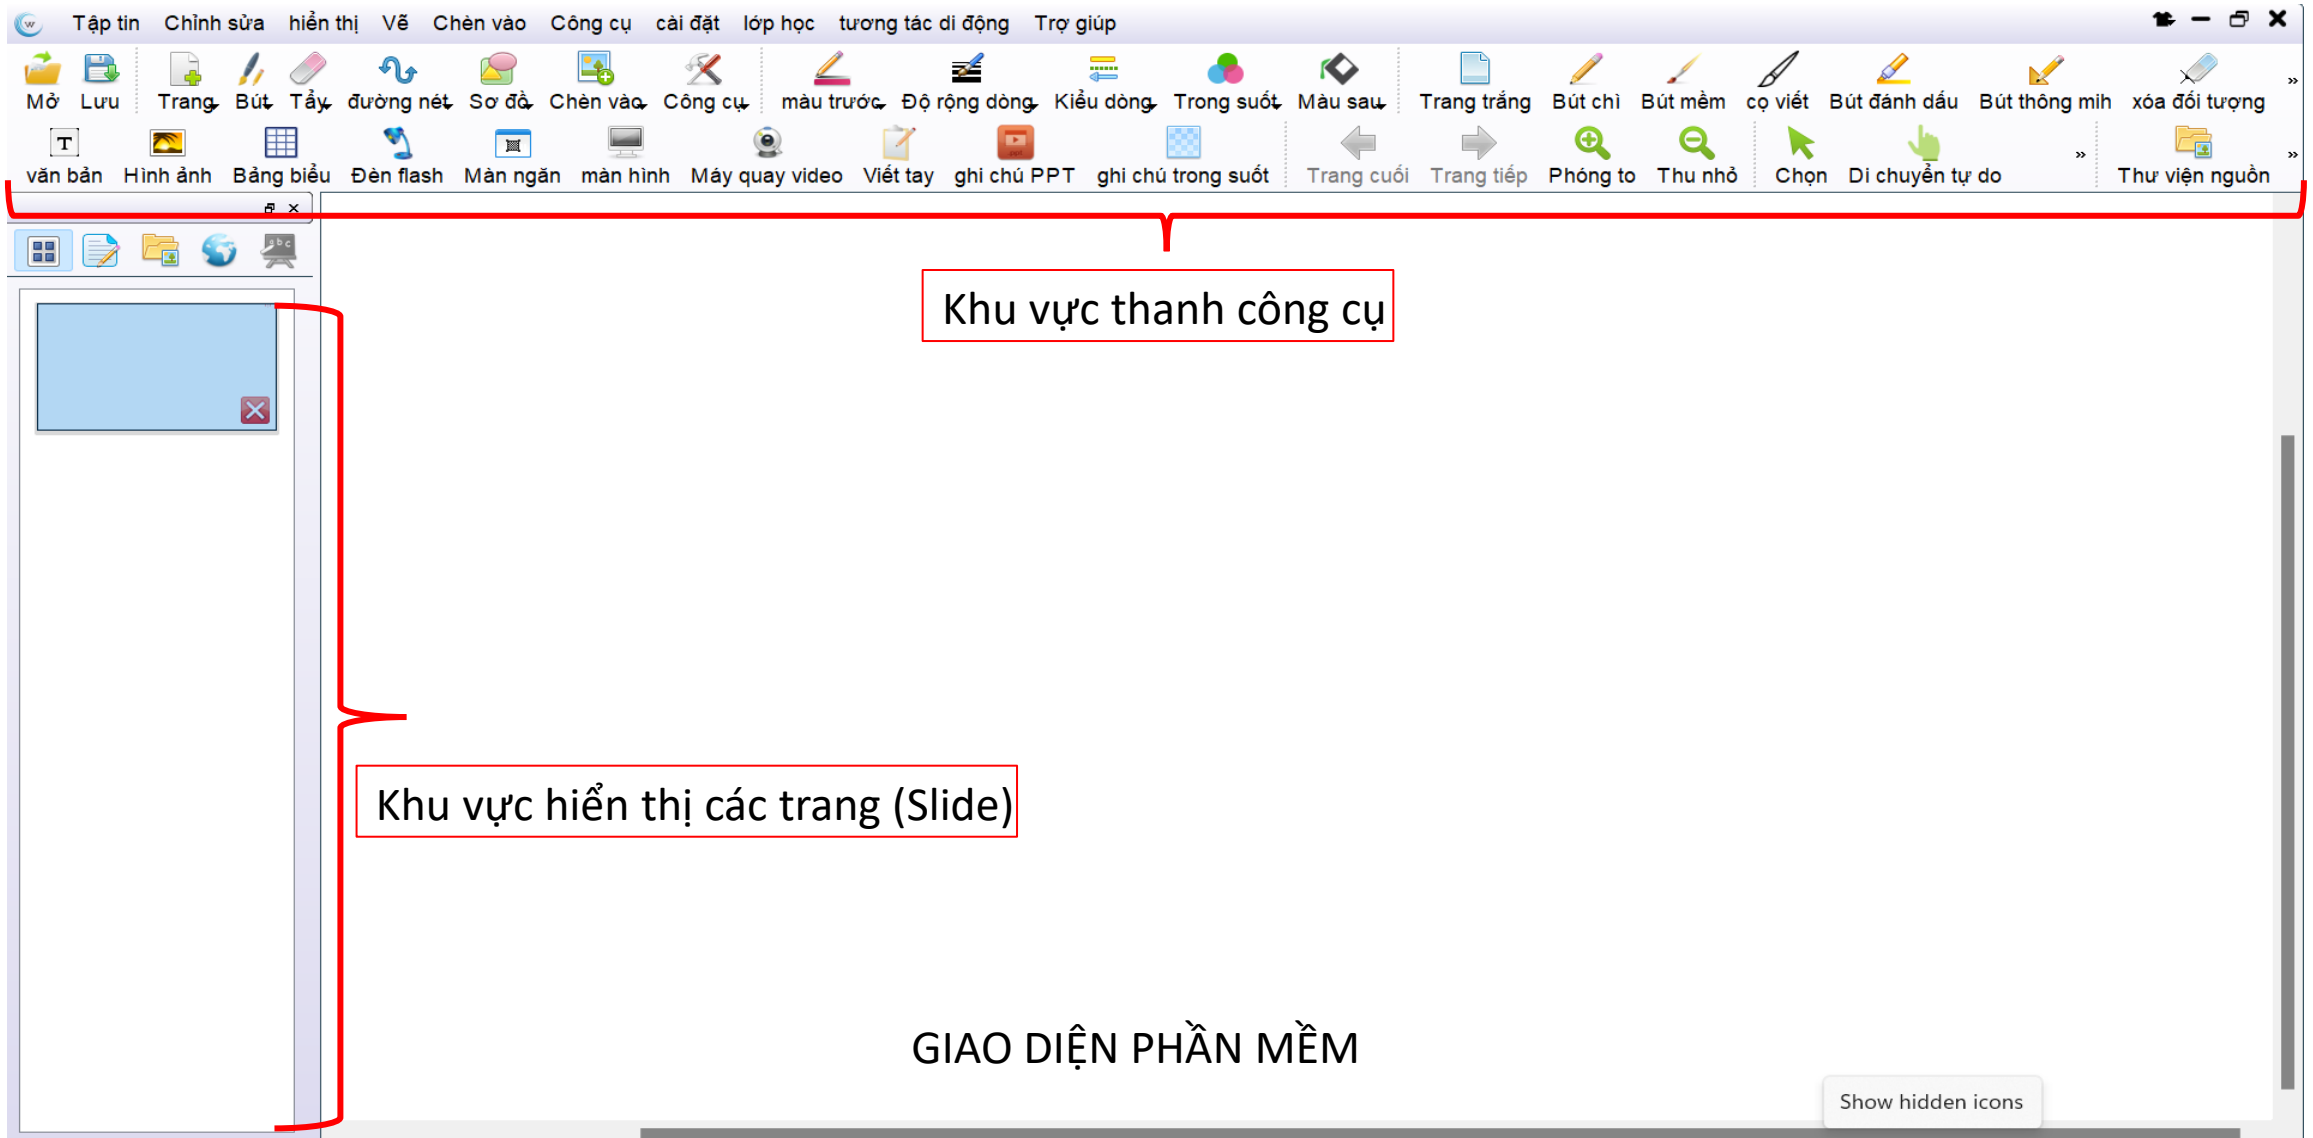 Tập tin Chỉnh sửa hiển thị Vẽ Chèn vào Công cụ cài đặt lớp học tương tác di động Trợ giúp
Mở Lưu Trang Bút Tẩy đường nét Sơ đồ Chèn vào Công cụ màu trước Độ rộng dòng Kiểu dòng Trong suốt Màu sau Trang trắng Bút chì Bút mềm cọ viết Bút đánh dấu Bút thông mih xóa đối tượng
văn bản Hình ảnh Bảng biểu Đèn flash Màn ngăn màn hình Máy quay video Viết tay ghi chú PPT ghi chú trong suốt Trang cuối Trang tiếp Phóng to Thu nhỏ Chọn Di chuyển tự do Thư viện nguồn
Khu vực thanh công cụ
Khu vực hiển thị các trang (Slide)
GIAO DIỆN PHẦN MỀM
Show hidden icons